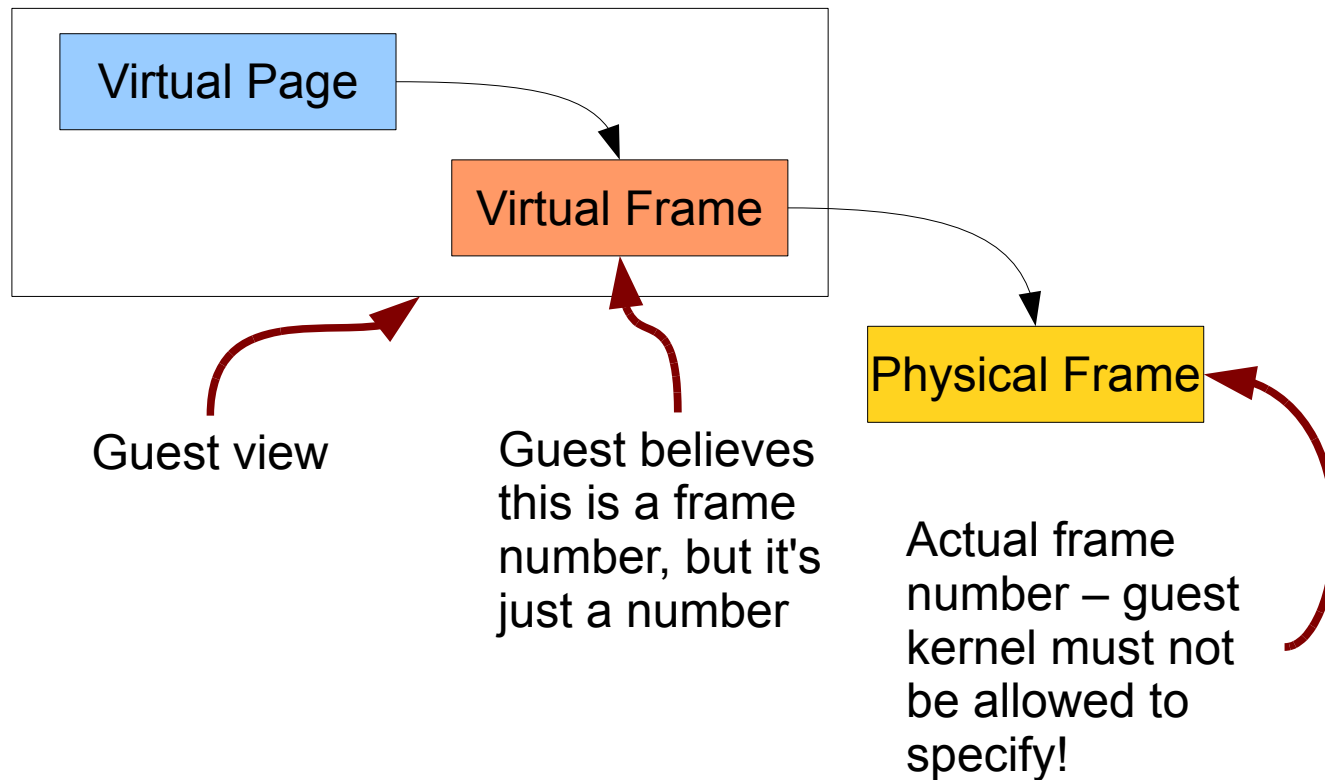 Virtual Page
Virtual Frame
Physical Frame
Guest view
Guest believes
this is a frame
number, but it's
just a number
Actual frame
number – guest
kernel must not
be allowed to
specify!